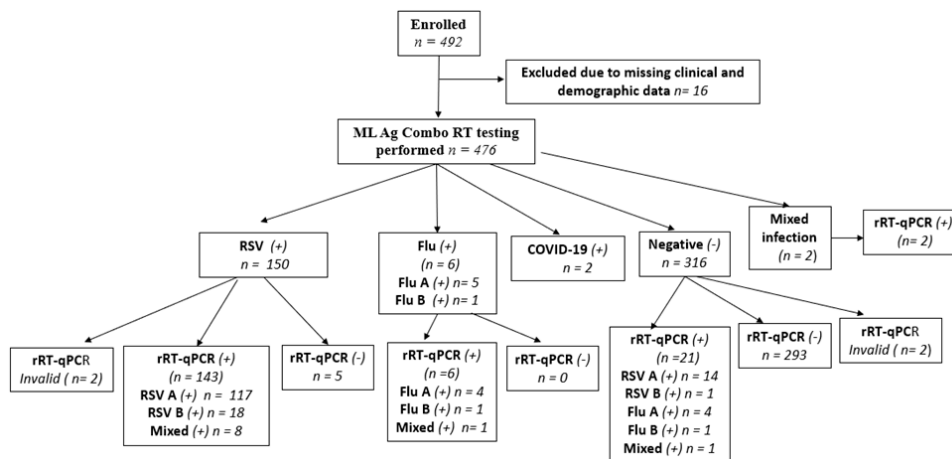 Enrolled
n = 492
Excluded due to missing clinical and
demographic data n= 16
ML Ag Combo RT testing
performed n = 476
RSV (+)
n = 150
Flu (+)
(n = 6)
Flu A (+) n= 5
Flu B (+) n= 1
COVID-19 (+)
n = 2
Negative (-)
n = 316
Mixed
infection
(n = 2)
rRT-qPCR (+)
(n= 2)
rRT-qPCR
Invalid ( n= 2)
rRT-qPCR (+)
(n = 143)
RSV A (+) n = 117
RSV B (+) n = 18
Mixed (+) n= 8
rRT-qPCR (-)
n = 5
rRT-qPCR (+)
(n =6)
Flu A (+) n = 4
Flu B (+) n = 1
Mixed (+) n= 1
rRT-qPCR (-)
n = 0
rRT-qPCR (+)
(n =21)
RSV A (+) n = 14
RSV B (+) n = 1
Flu A (+) n = 4
Flu B (+) n = 1
Mixed (+) n = 1
rRT-qPCR (-)
n = 293
rRT-qPCR
Invalid (n= 2)